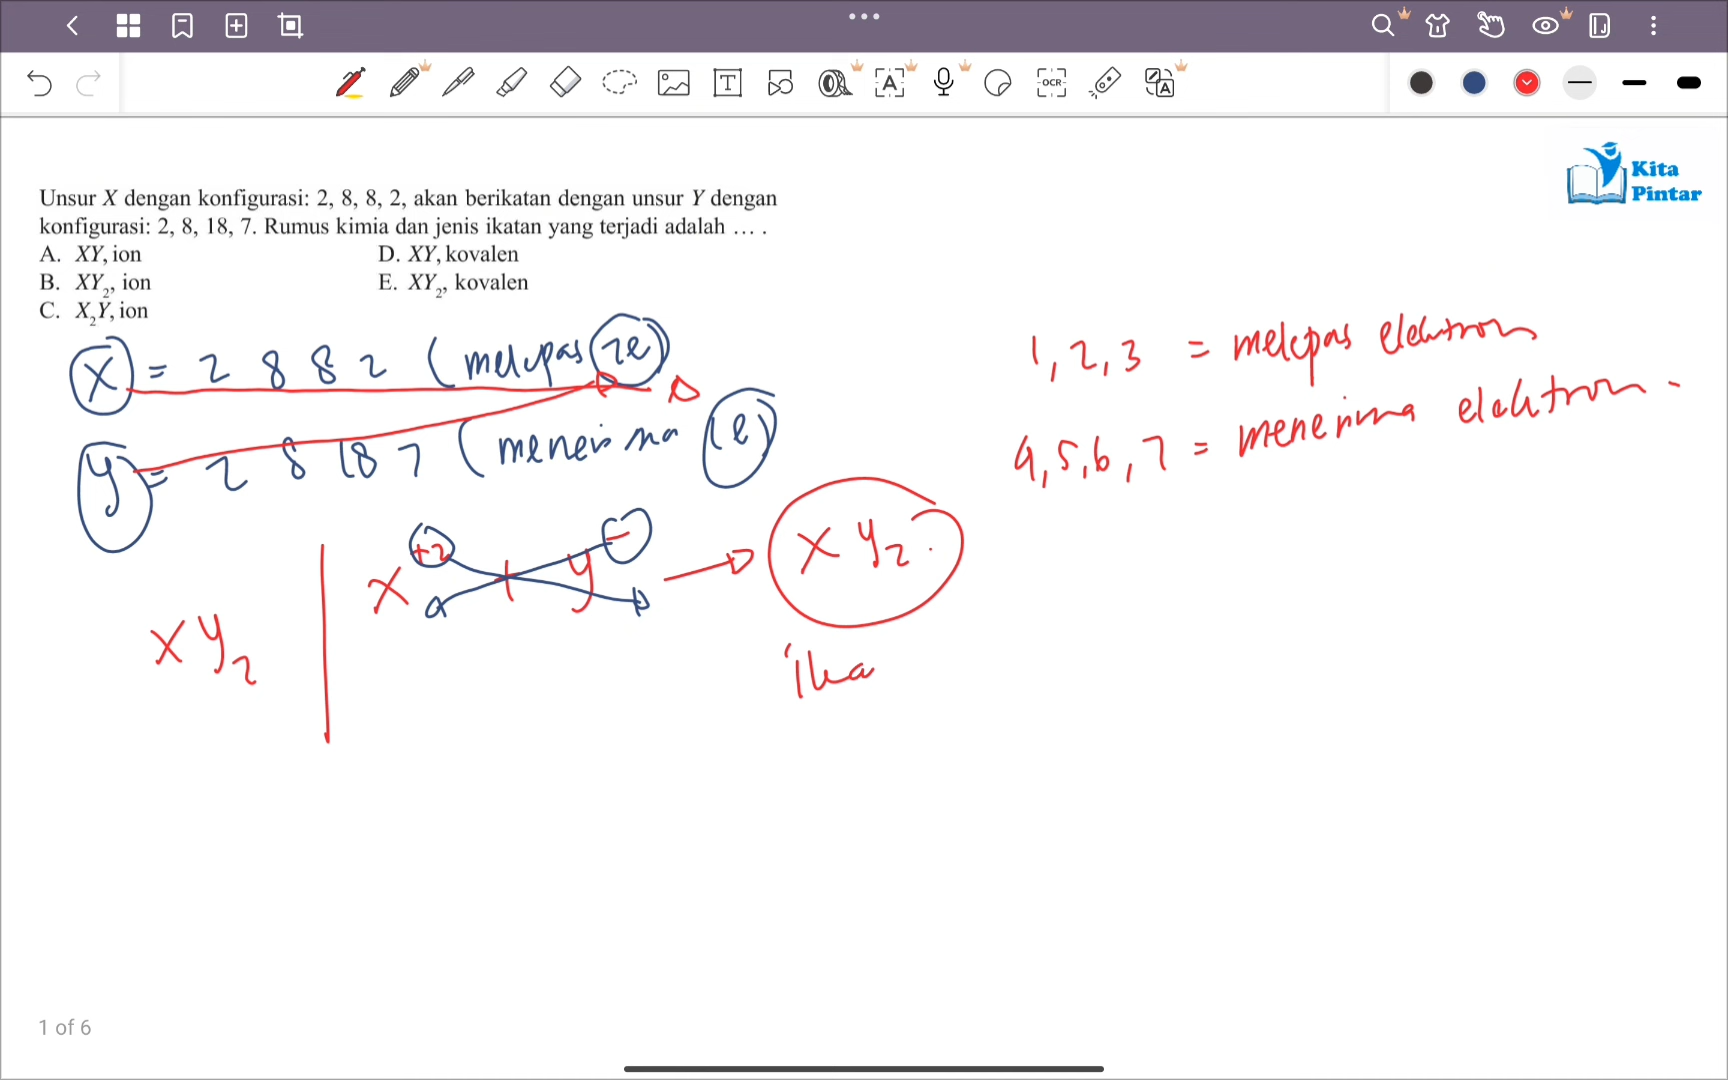 Kita
Pintar
Unsur X dengan konfigurasi: 2, 8, 8, 2, akan berikatan dengan unsur Y dengan
konfigurasi: 2, 8, 18, 7. Rumus kimia dan jenis ikatan yang terjadi adalah ... .
A. XY, ion
B. XY₂, ion
C. X₂Y, ion
D. XY, kovalen
E. XY₂, kovalen
X = 2 8 8 2 (melepas 2e)
Y = 2 8 18 7 (menerima 1e)
1, 2, 3 = melepas elektron
4, 5, 6, 7 = menerima elektron.
X +2 + Y -
XY₂
XY₂
ika
1 of 6
OCR
T
A
A